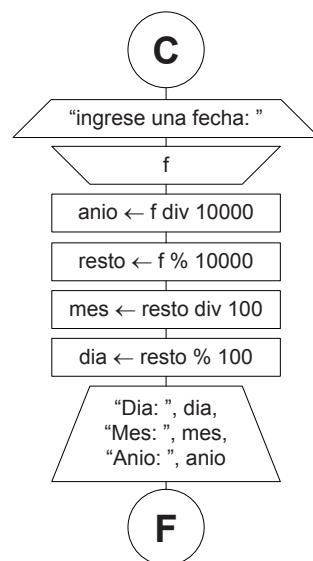 C
“ingrese una fecha: ”
f
anio ← f div 10000
resto ← f % 10000
mes ← resto div 100
dia ← resto % 100
“Dia: ”, dia,
“Mes: ”, mes,
“Anio: ”, anio
F